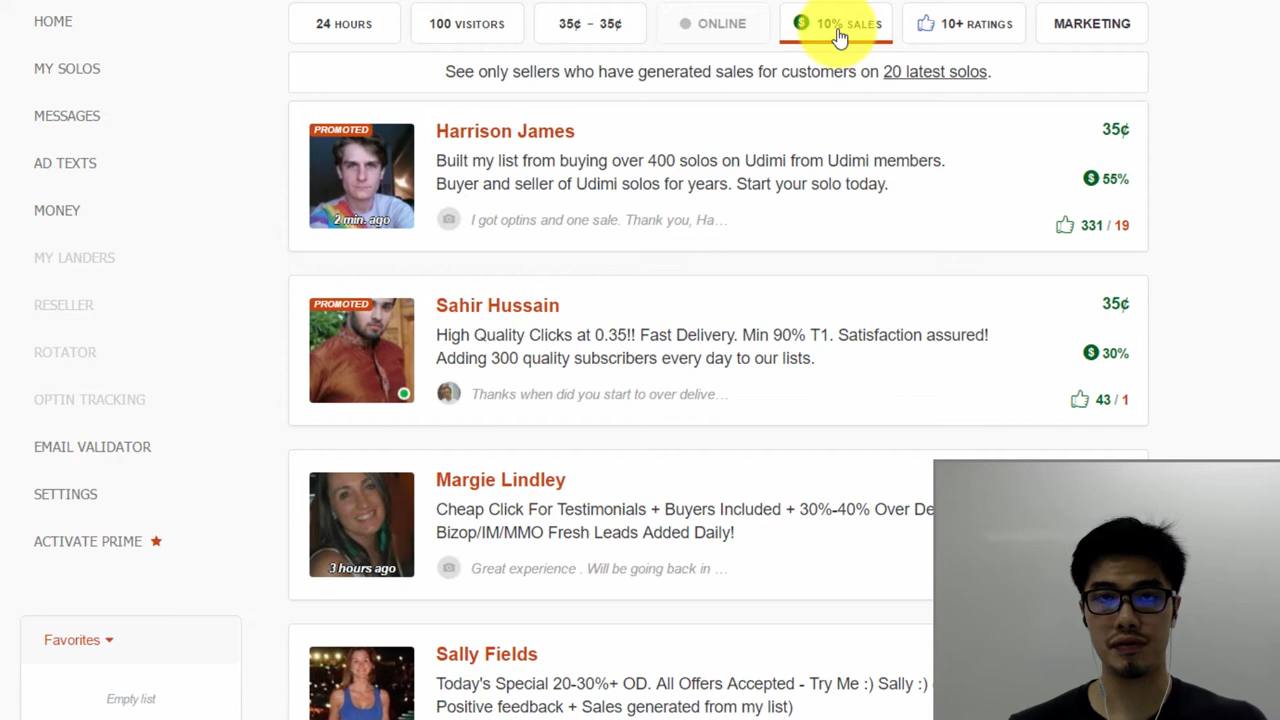 HOME
MY SOLOS
MESSAGES
AD TEXTS
MONEY
MY LANDERS
RESELLER
ROTATOR
OPTIN TRACKING
EMAIL VALIDATOR
SETTINGS
ACTIVATE PRIME
Favorites
Empty list
24 HOURS
100 VISITORS
35¢ – 35¢
ONLINE
10% SALES
10+ RATINGS
MARKETING
See only sellers who have generated sales for customers on 20 latest solos.
PROMOTED
2 min. ago
Harrison James
35¢
Built my list from buying over 400 solos on Udimi from Udimi members.
Buyer and seller of Udimi solos for years. Start your solo today.
55%
I got optins and one sale. Thank you, Ha…
331 / 19
PROMOTED
Sahir Hussain
35¢
High Quality Clicks at 0.35!! Fast Delivery. Min 90% T1. Satisfaction assured!
Adding 300 quality subscribers every day to our lists.
30%
Thanks when did you start to over delive…
43 / 1
3 hours ago
Margie Lindley
Cheap Click For Testimonials + Buyers Included + 30%-40% Over De
Bizop/IM/MMO Fresh Leads Added Daily!
Great experience . Will be going back in …
Sally Fields
Today's Special 20-30%+ OD. All Offers Accepted - Try Me :) Sally :)
Positive feedback + Sales generated from my list)